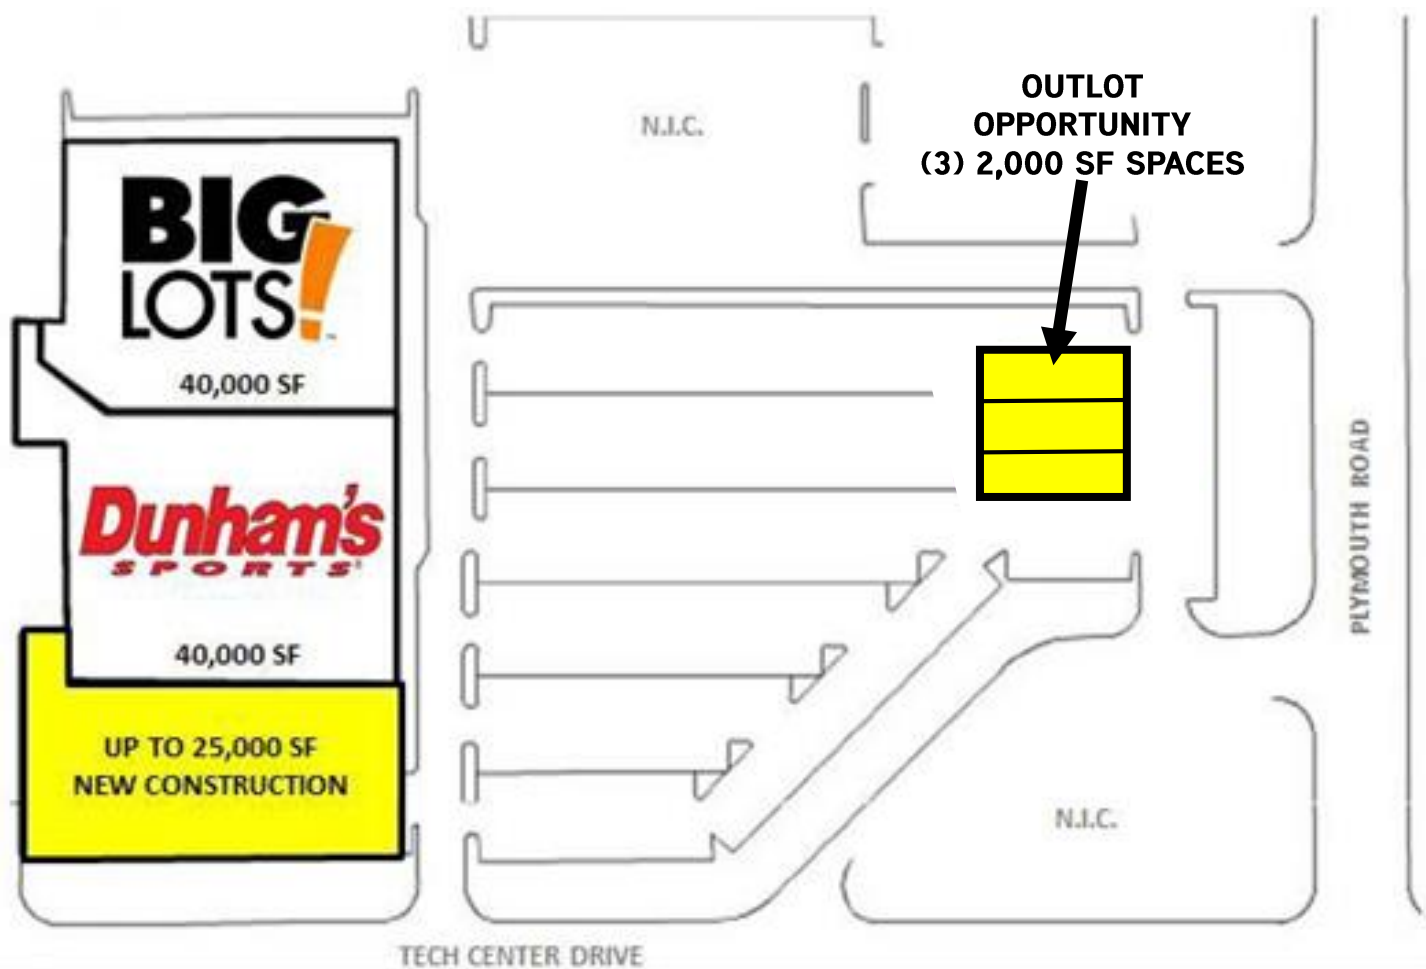 OUTLOT
OPPORTUNITY
(3) 2,000 SF SPACES
N.I.C.
BIG
LOTS!
40,000 SF
Dunham's
SPORTS
40,000 SF
UP TO 25,000 SF
NEW CONSTRUCTION
PLYMOUTH ROAD
N.I.C.
TECH CENTER DRIVE